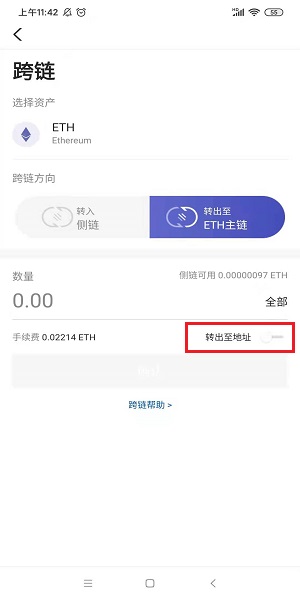 上午11:42
HD
55
跨链
选择资产
ETH
Ethereum
跨链方向
转入
侧链
转出至
ETH主链
数量
侧链可用 0.00000097 ETH
0.00
全部
手续费 0.02214 ETH
转出至地址
跨链帮助 >